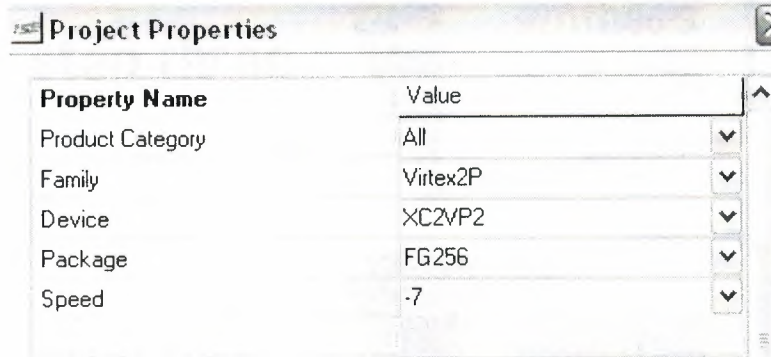 Project Properties
Property Name Value
Product Category All
Family Virtex2P
Device XC2VP2
Package FG256
Speed -7